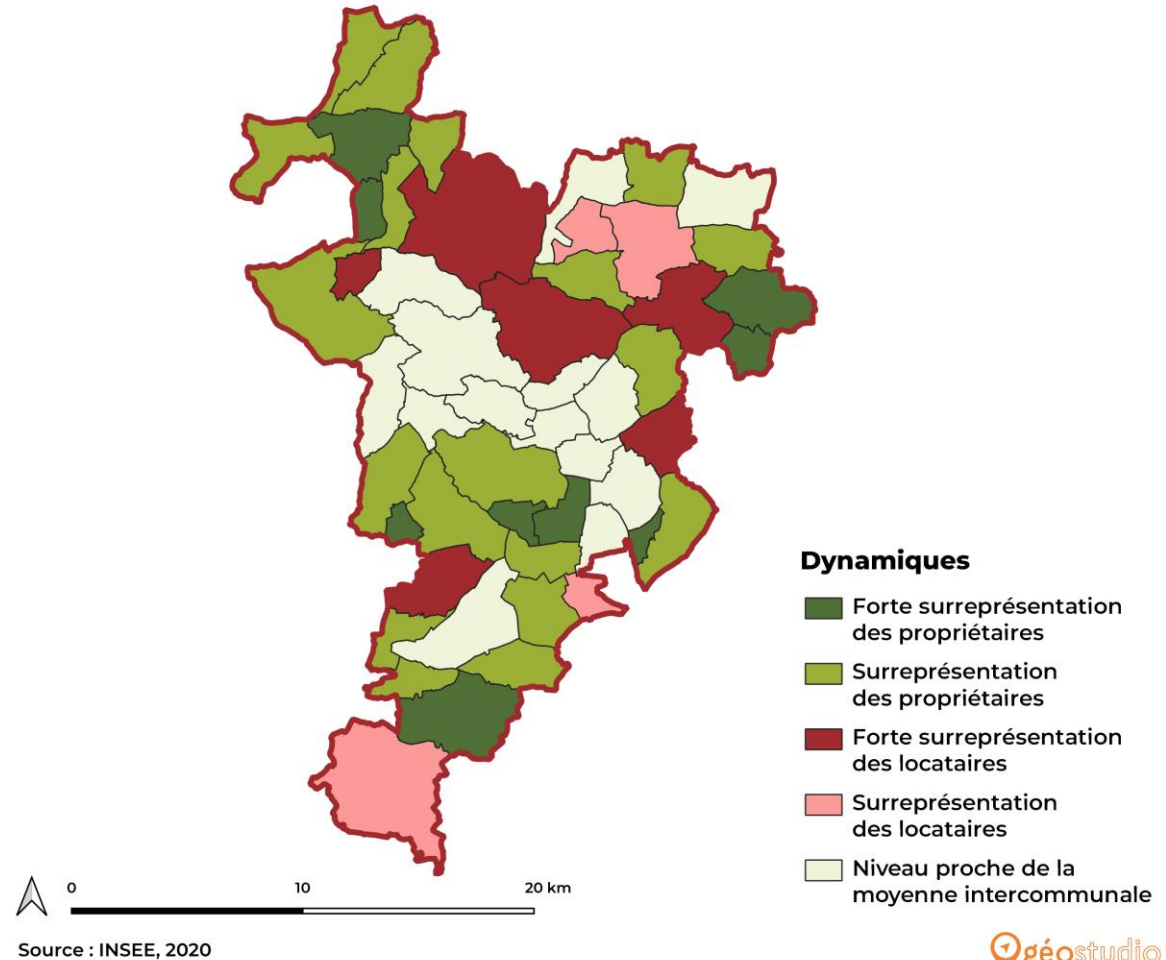 Dynamiques
Forte surreprésentation
des propriétaires
Surreprésentation
des propriétaires
Forte surreprésentation
des locataires
Surreprésentation
des locataires
Niveau proche de la
moyenne intercommunale
0 10 20 km
Source : INSEE, 2020
géostudio